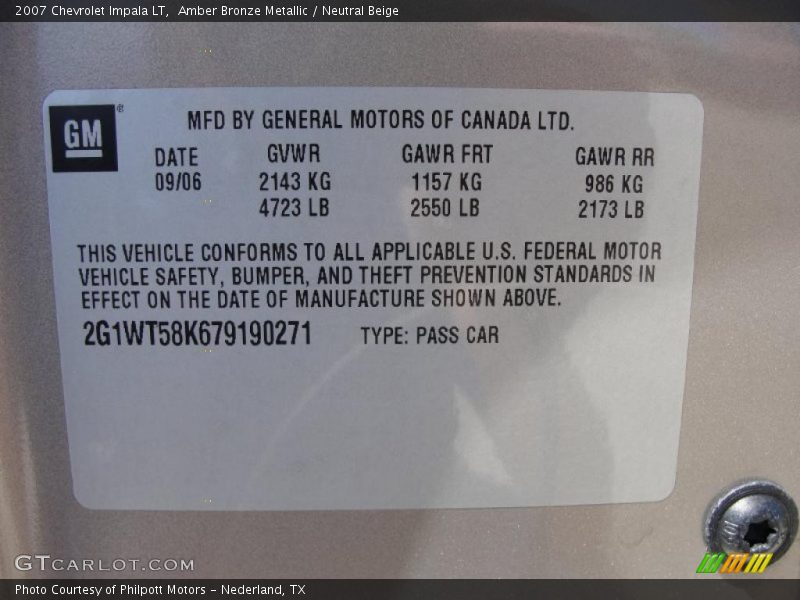 2007 Chevrolet Impala LT,  Amber Bronze Metallic / Neutral Beige
GM ®
MFD BY GENERAL MOTORS OF CANADA LTD.
DATE GVWR GAWR FRT GAWR RR
09/06 2143 KG 1157 KG 986 KG
4723 LB 2550 LB 2173 LB
THIS VEHICLE CONFORMS TO ALL APPLICABLE U.S. FEDERAL MOTOR
VEHICLE SAFETY, BUMPER, AND THEFT PREVENTION STANDARDS IN
EFFECT ON THE DATE OF MANUFACTURE SHOWN ABOVE.
2G1WT58K679190271 TYPE: PASS CAR
GTCARLOT.COM
Photo Courtesy of Philpott Motors - Nederland, TX